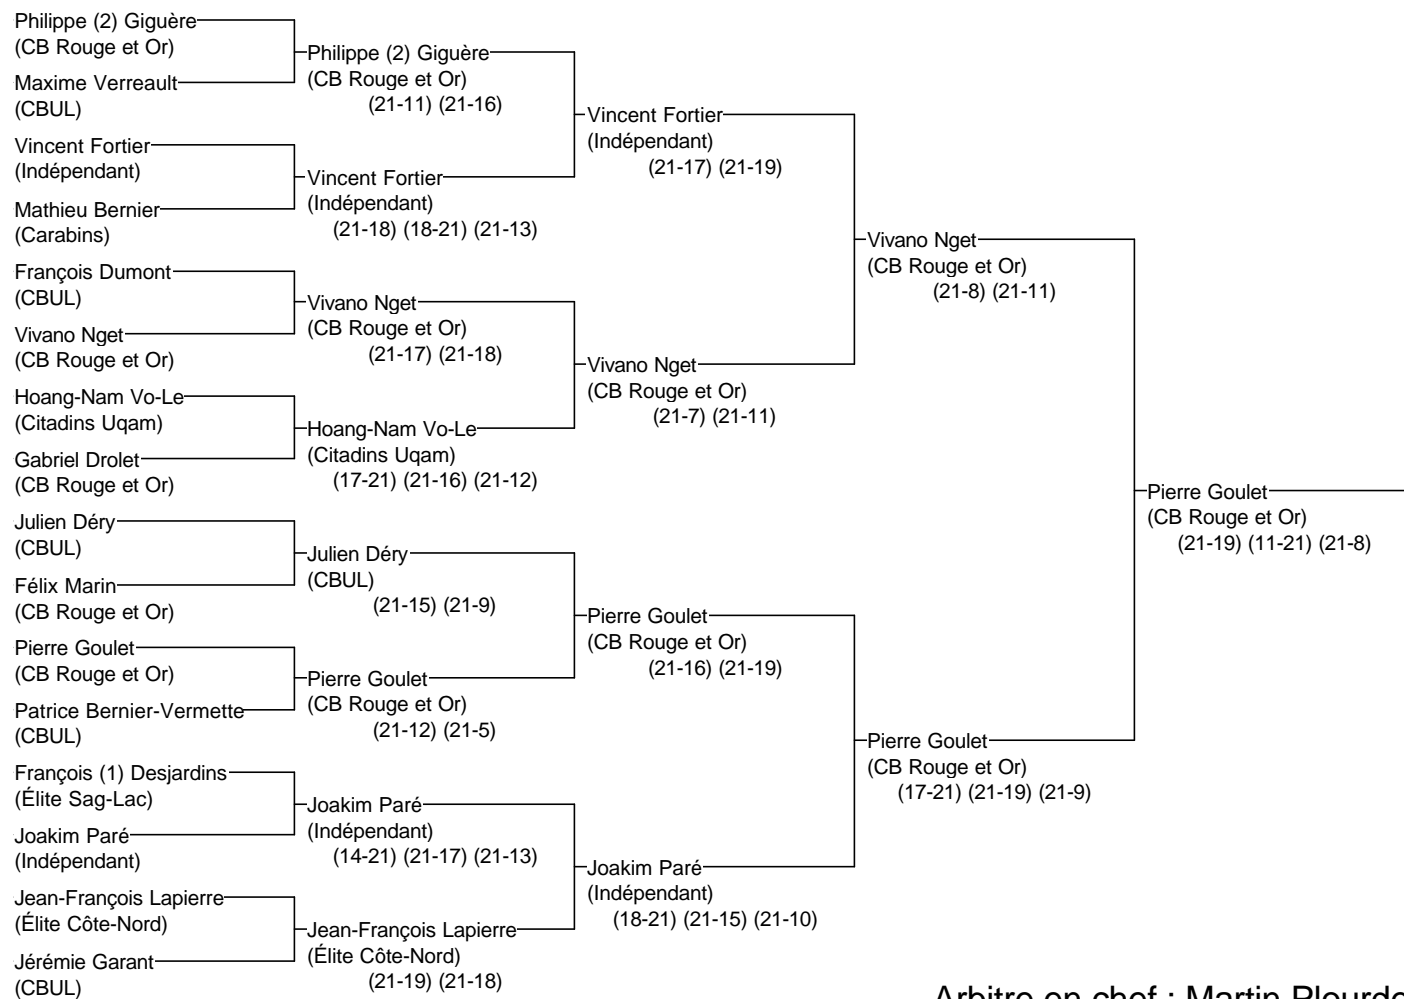 Philippe (2) Giguère
(CB Rouge et Or)
Maxime Verreault
(CBUL)
Vincent Fortier
(Indépendant)
Mathieu Bernier
(Carabins)
François Dumont
(CBUL)
Vivano Nget
(CB Rouge et Or)
Hoang-Nam Vo-Le
(Citadins Uqam)
Gabriel Drolet
(CB Rouge et Or)
Julien Déry
(CBUL)
Félix Marin
(CB Rouge et Or)
Pierre Goulet
(CB Rouge et Or)
Patrice Bernier-Vermette
(CBUL)
François (1) Desjardins
(Élite Sag-Lac)
Joakim Paré
(Indépendant)
Jean-François Lapierre
(Élite Côte-Nord)
Jérémie Garant
(CBUL)
Philippe (2) Giguère
(CB Rouge et Or)
(21-11) (21-16)
Vincent Fortier
(Indépendant)
(21-18) (18-21) (21-13)
Vivano Nget
(CB Rouge et Or)
(21-17) (21-18)
Hoang-Nam Vo-Le
(Citadins Uqam)
(17-21) (21-16) (21-12)
Julien Déry
(CBUL)
(21-15) (21-9)
Pierre Goulet
(CB Rouge et Or)
(21-12) (21-5)
Joakim Paré
(Indépendant)
(14-21) (21-17) (21-13)
Jean-François Lapierre
(Élite Côte-Nord)
(21-19) (21-18)
Vincent Fortier
(Indépendant)
(21-17) (21-19)
Vivano Nget
(CB Rouge et Or)
(21-7) (21-11)
Pierre Goulet
(CB Rouge et Or)
(21-16) (21-19)
Joakim Paré
(Indépendant)
(18-21) (21-15) (21-10)
Vivano Nget
(CB Rouge et Or)
(21-8) (21-11)
Pierre Goulet
(CB Rouge et Or)
(17-21) (21-19) (21-9)
Pierre Goulet
(CB Rouge et Or)
(21-19) (11-21) (21-8)
Arbitre en chef : Martin Plourde